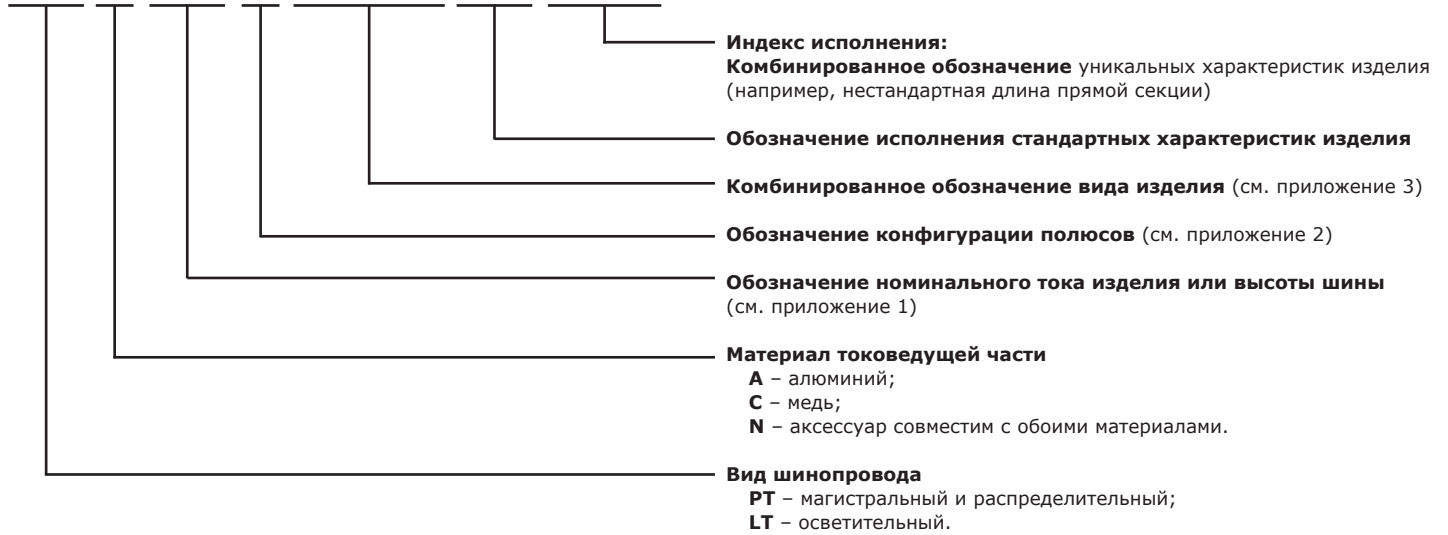 Индекс исполнения:
Комбинированное обозначение уникальных характеристик изделия
(например, нестандартная длина прямой секции)
Обозначение исполнения стандартных характеристик изделия
Комбинированное обозначение вида изделия (см. приложение 3)
Обозначение конфигурации полюсов (см. приложение 2)
Обозначение номинального тока изделия или высоты шины
(см. приложение 1)
Материал токоведущей части
A – алюминий;
C – медь;
N – аксессуар совместим с обоими материалами.
Вид шинопровода
PT – магистральный и распределительный;
LT – осветительный.